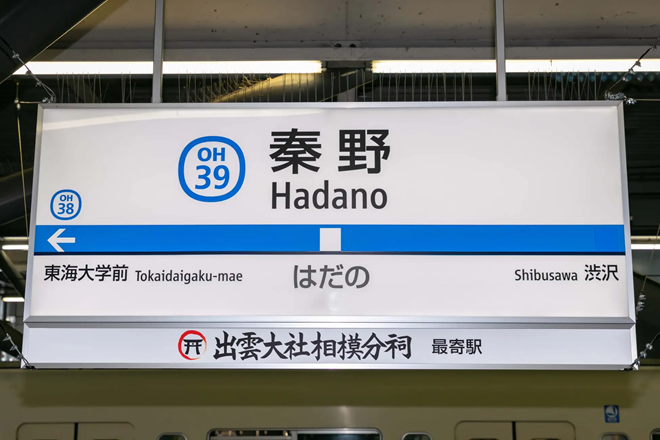 OH
39
秦野
Hadano
OH
38
東海大学前 Tokaidaigaku-mae
はだの
Shibusawa 渋沢
出雲大社相模分祠 最寄駅